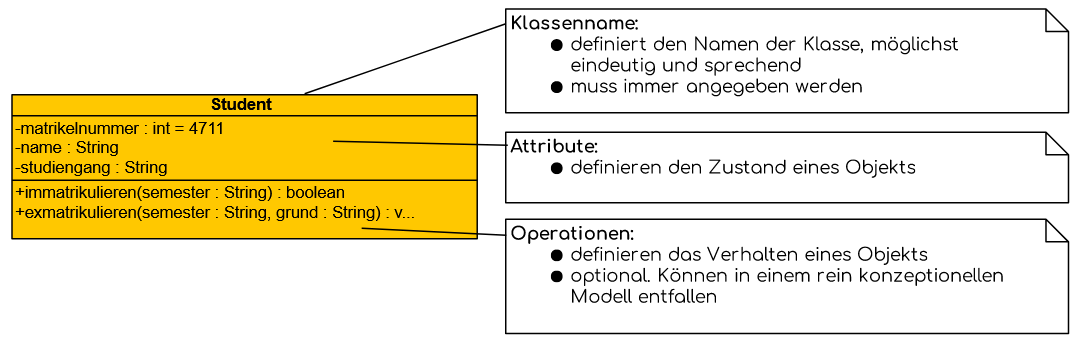 Student
-matrikelnummer : int = 4711
-name : String
-studiengang : String
+immatrikulieren(semester : String) : boolean
+exmatrikulieren(semester : String, grund : String) : v...
Klassenname:
● definiert den Namen der Klasse, möglichst
eindeutig und sprechend
● muss immer angegeben werden
Attribute:
● definieren den Zustand eines Objekts
Operationen:
● definieren das Verhalten eines Objekts
● optional. Können in einem rein konzeptionellen
Modell entfallen